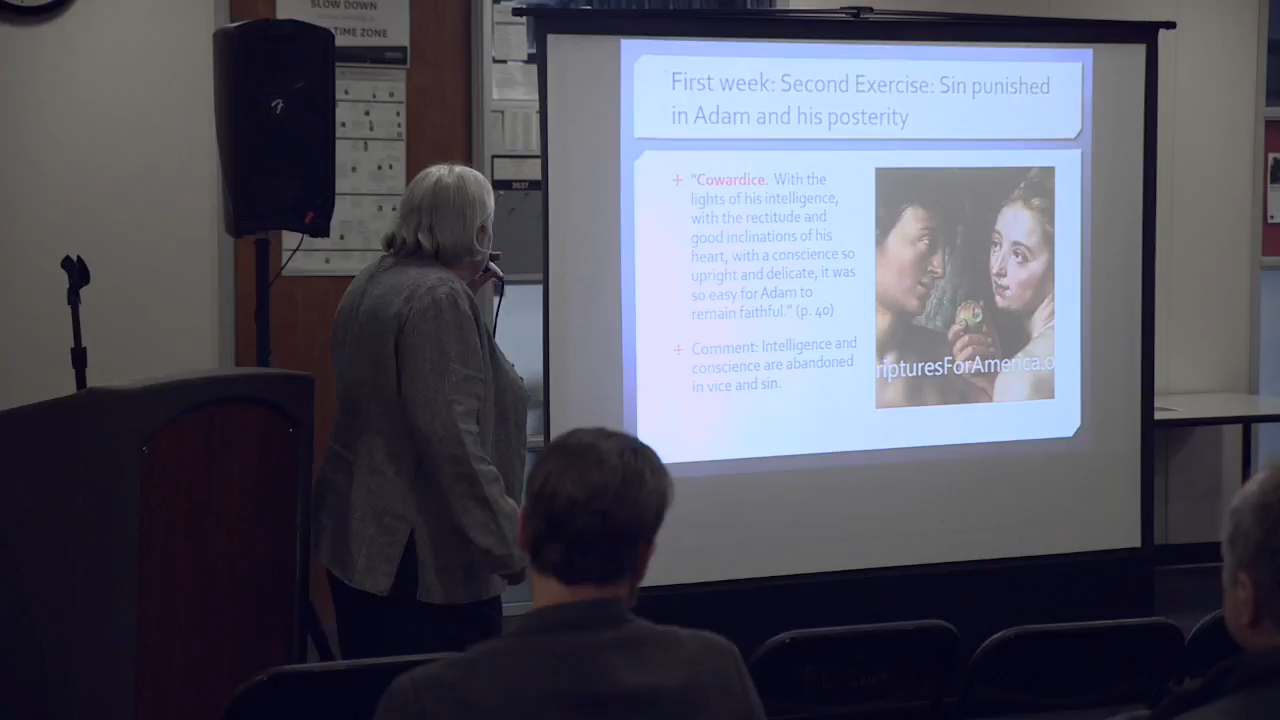 SLOW DOWN
TIME ZONE
3637
First week: Second Exercise: Sin punished
in Adam and his posterity
"Cowardice. With the
lights of his intelligence,
with the rectitude and
good inclinations of his
heart, with a conscience so
upright and delicate, it was
so easy for Adam to
remain faithful." (p. 40)
Comment: Intelligence and
conscience are abandoned
in vice and sin.
ripturesForAmerica.o